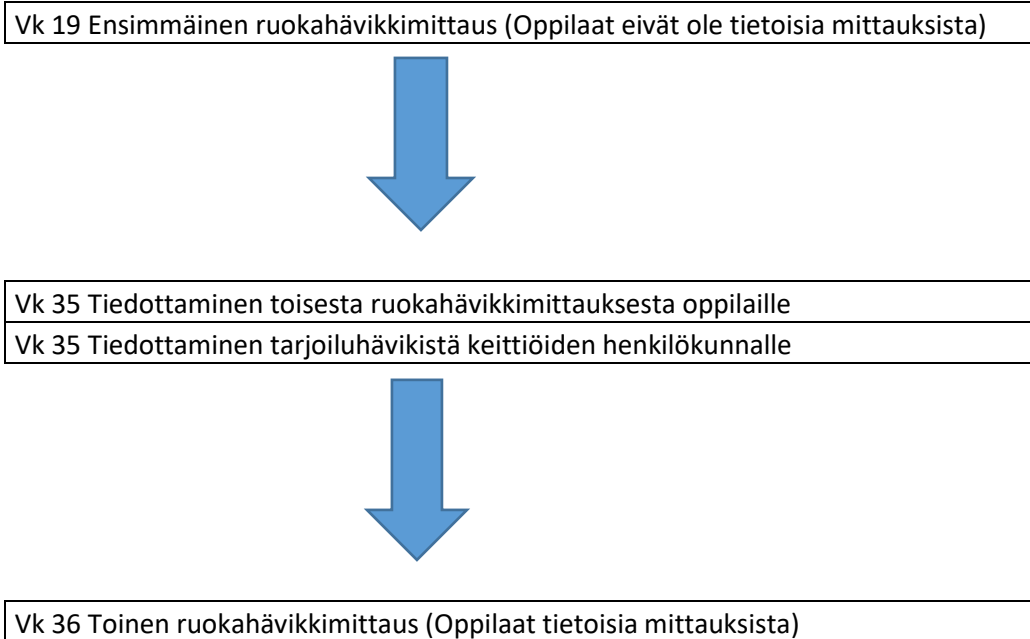 Vk 19 Ensimmäinen ruokahävikkimittaus (Oppilaat eivät ole tietoisia mittauksista)
Vk 35 Tiedottaminen toisesta ruokahävikkimittauksesta oppilaille
Vk 35 Tiedottaminen tarjoiluhävikistä keittiöiden henkilökunnalle
Vk 36 Toinen ruokahävikkimittaus (Oppilaat tietoisia mittauksista)